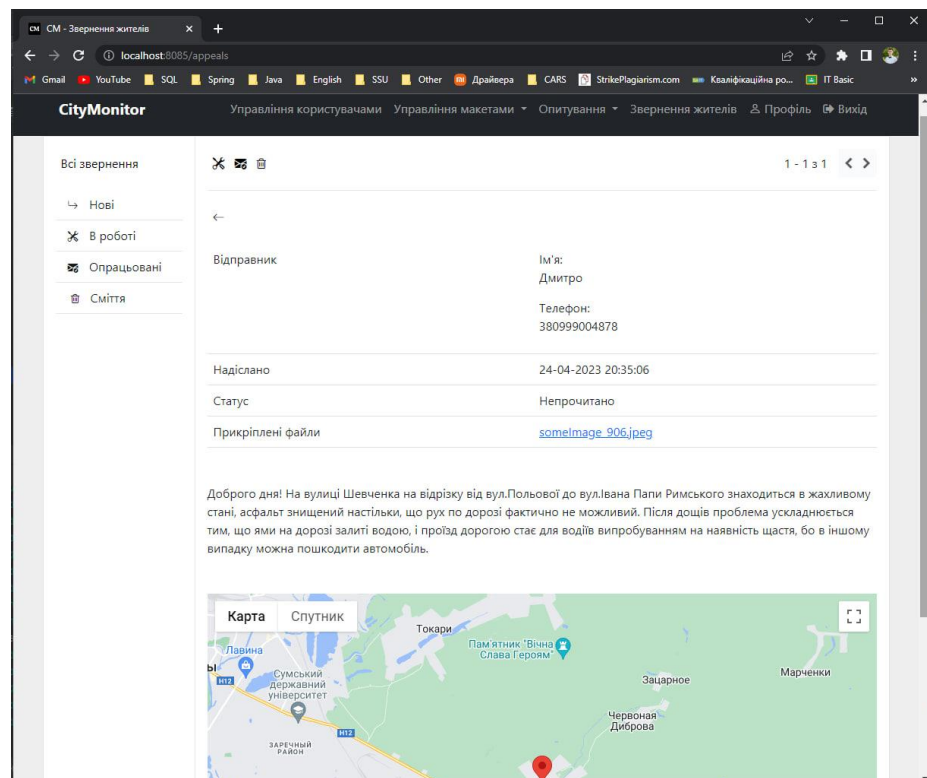 CM CM - Звернення жителів
localhost:8085/appeals
Gmail YouTube SQL Spring Java English SSU Other Драйвера CARS StrikePlagiarism.com Кваліфікаційна ро... IT Basic »
CityMonitor Управління користувачами Управління макетами Опитування Звернення жителів Профіль Вихід
Всі звернення
1 - 1 з 1
Нові
В роботі
Опрацьовані
Сміття
Відправник
Ім'я:
Дмитро
Телефон:
380999004878
Надіслано 24-04-2023 20:35:06
Статус Непрочитано
Прикріплені файли someImage_906.jpeg
Доброго дня! На вулиці Шевченка на відрізку від вул.Польової до вул.Івана Папи Римського знаходиться в жахливому
стані, асфальт знищений настільки, що рух по дорозі фактично не можливий. Після дощів проблема ускладнюється
тим, що ями на дорозі залиті водою, і проїзд дорогою стає для водіїв випробуванням на наявність щастя, бо в іншому
випадку можна пошкодити автомобіль.
Карта Спутник
Токари
Лавина
Пам'ятник "Вічна
Слава Героям"
Ы
H12
Сумський
державний
університет
Зацарное
Марченки
Червоная
Диброва
H12
ЗАРЕЧНЫЙ
РАЙОН